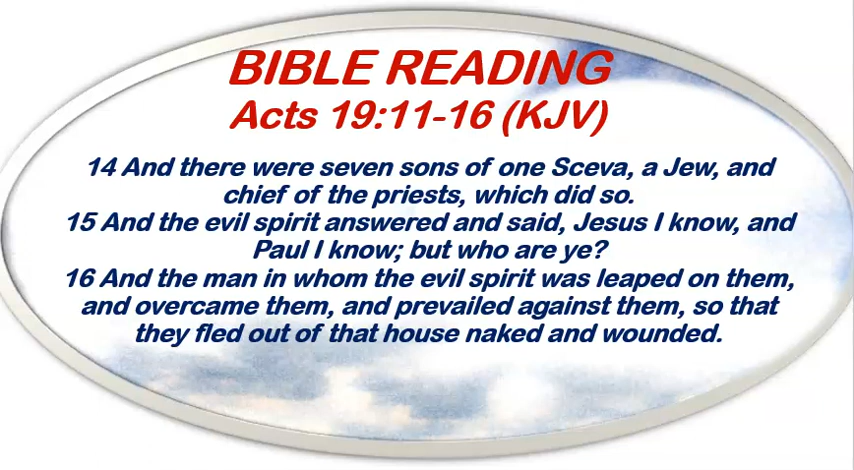 BIBLE READING
Acts 19:11-16 (KJV)
14 And there were seven sons of one Sceva, a Jew, and
chief of the priests, which did so.
15 And the evil spirit answered and said, Jesus I know, and
Paul I know; but who are ye?
16 And the man in whom the evil spirit was leaped on them,
and overcame them, and prevailed against them, so that
they fled out of that house naked and wounded.